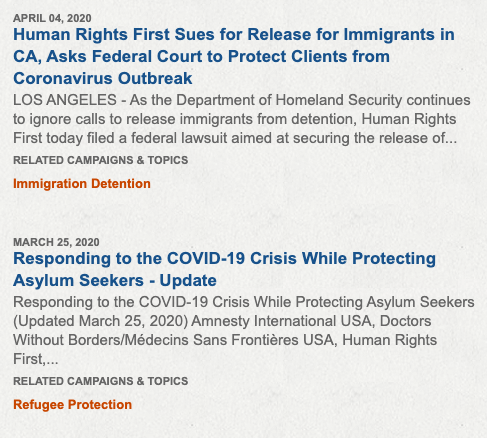 APRIL 04, 2020
Human Rights First Sues for Release for Immigrants in
CA, Asks Federal Court to Protect Clients from
Coronavirus Outbreak
LOS ANGELES - As the Department of Homeland Security continues
to ignore calls to release immigrants from detention, Human Rights
First today filed a federal lawsuit aimed at securing the release of...
RELATED CAMPAIGNS & TOPICS
Immigration Detention
MARCH 25, 2020
Responding to the COVID-19 Crisis While Protecting
Asylum Seekers - Update
Responding to the COVID-19 Crisis While Protecting Asylum Seekers
(Updated March 25, 2020) Amnesty International USA, Doctors
Without Borders/Médecins Sans Frontières USA, Human Rights
First,...
RELATED CAMPAIGNS & TOPICS
Refugee Protection